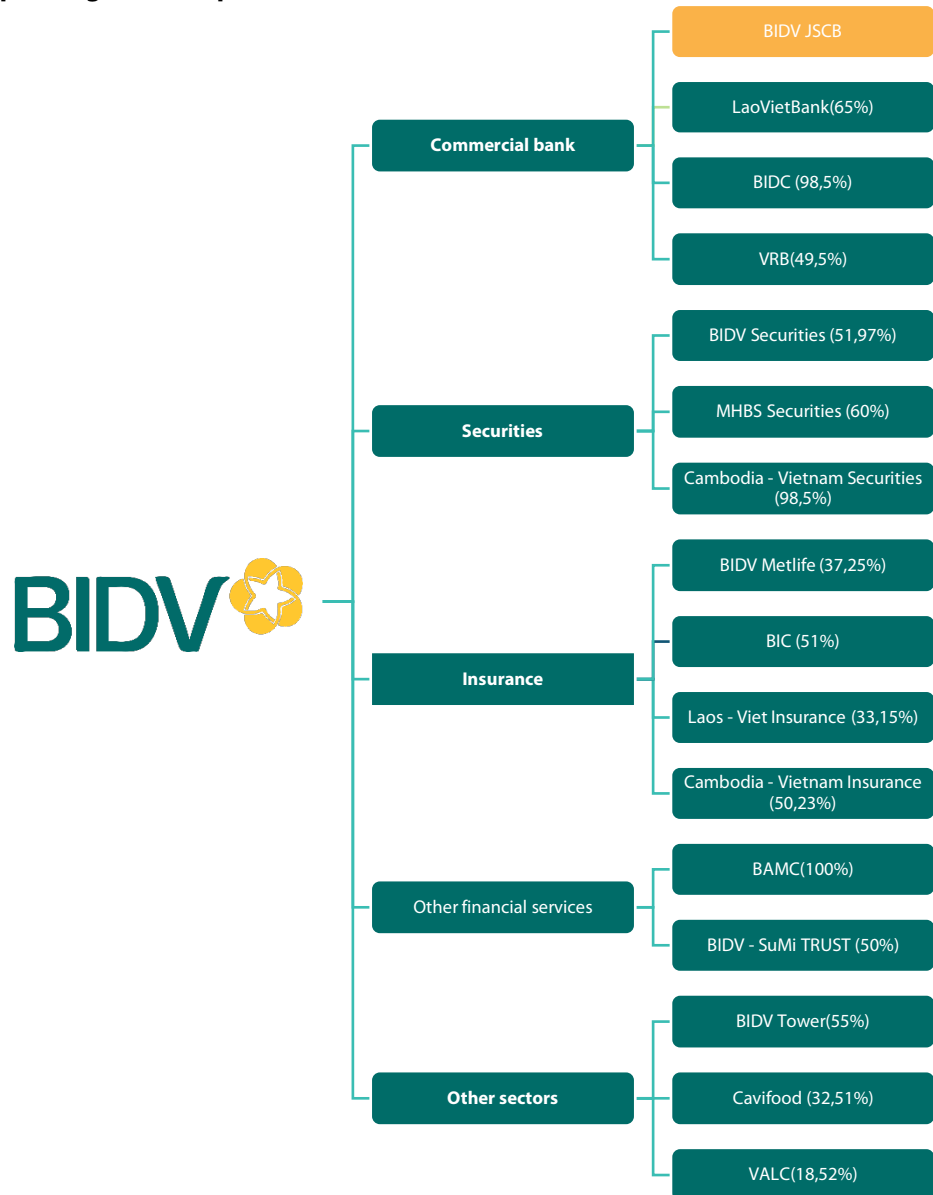 BIDV JSCB
LaoVietBank(65%)
Commercial bank
BIDC (98,5%)
VRB(49,5%)
BIDV Securities (51,97%)
Securities
MHBS Securities (60%)
Cambodia - Vietnam Securities
(98,5%)
BIDV
BIDV Metlife (37,25%)
BIC (51%)
Insurance
Laos - Viet Insurance (33,15%)
Cambodia - Vietnam Insurance
(50,23%)
Other financial services
BAMC(100%)
BIDV - SuMi TRUST (50%)
BIDV Tower(55%)
Other sectors
Cavifood (32,51%)
VALC(18,52%)